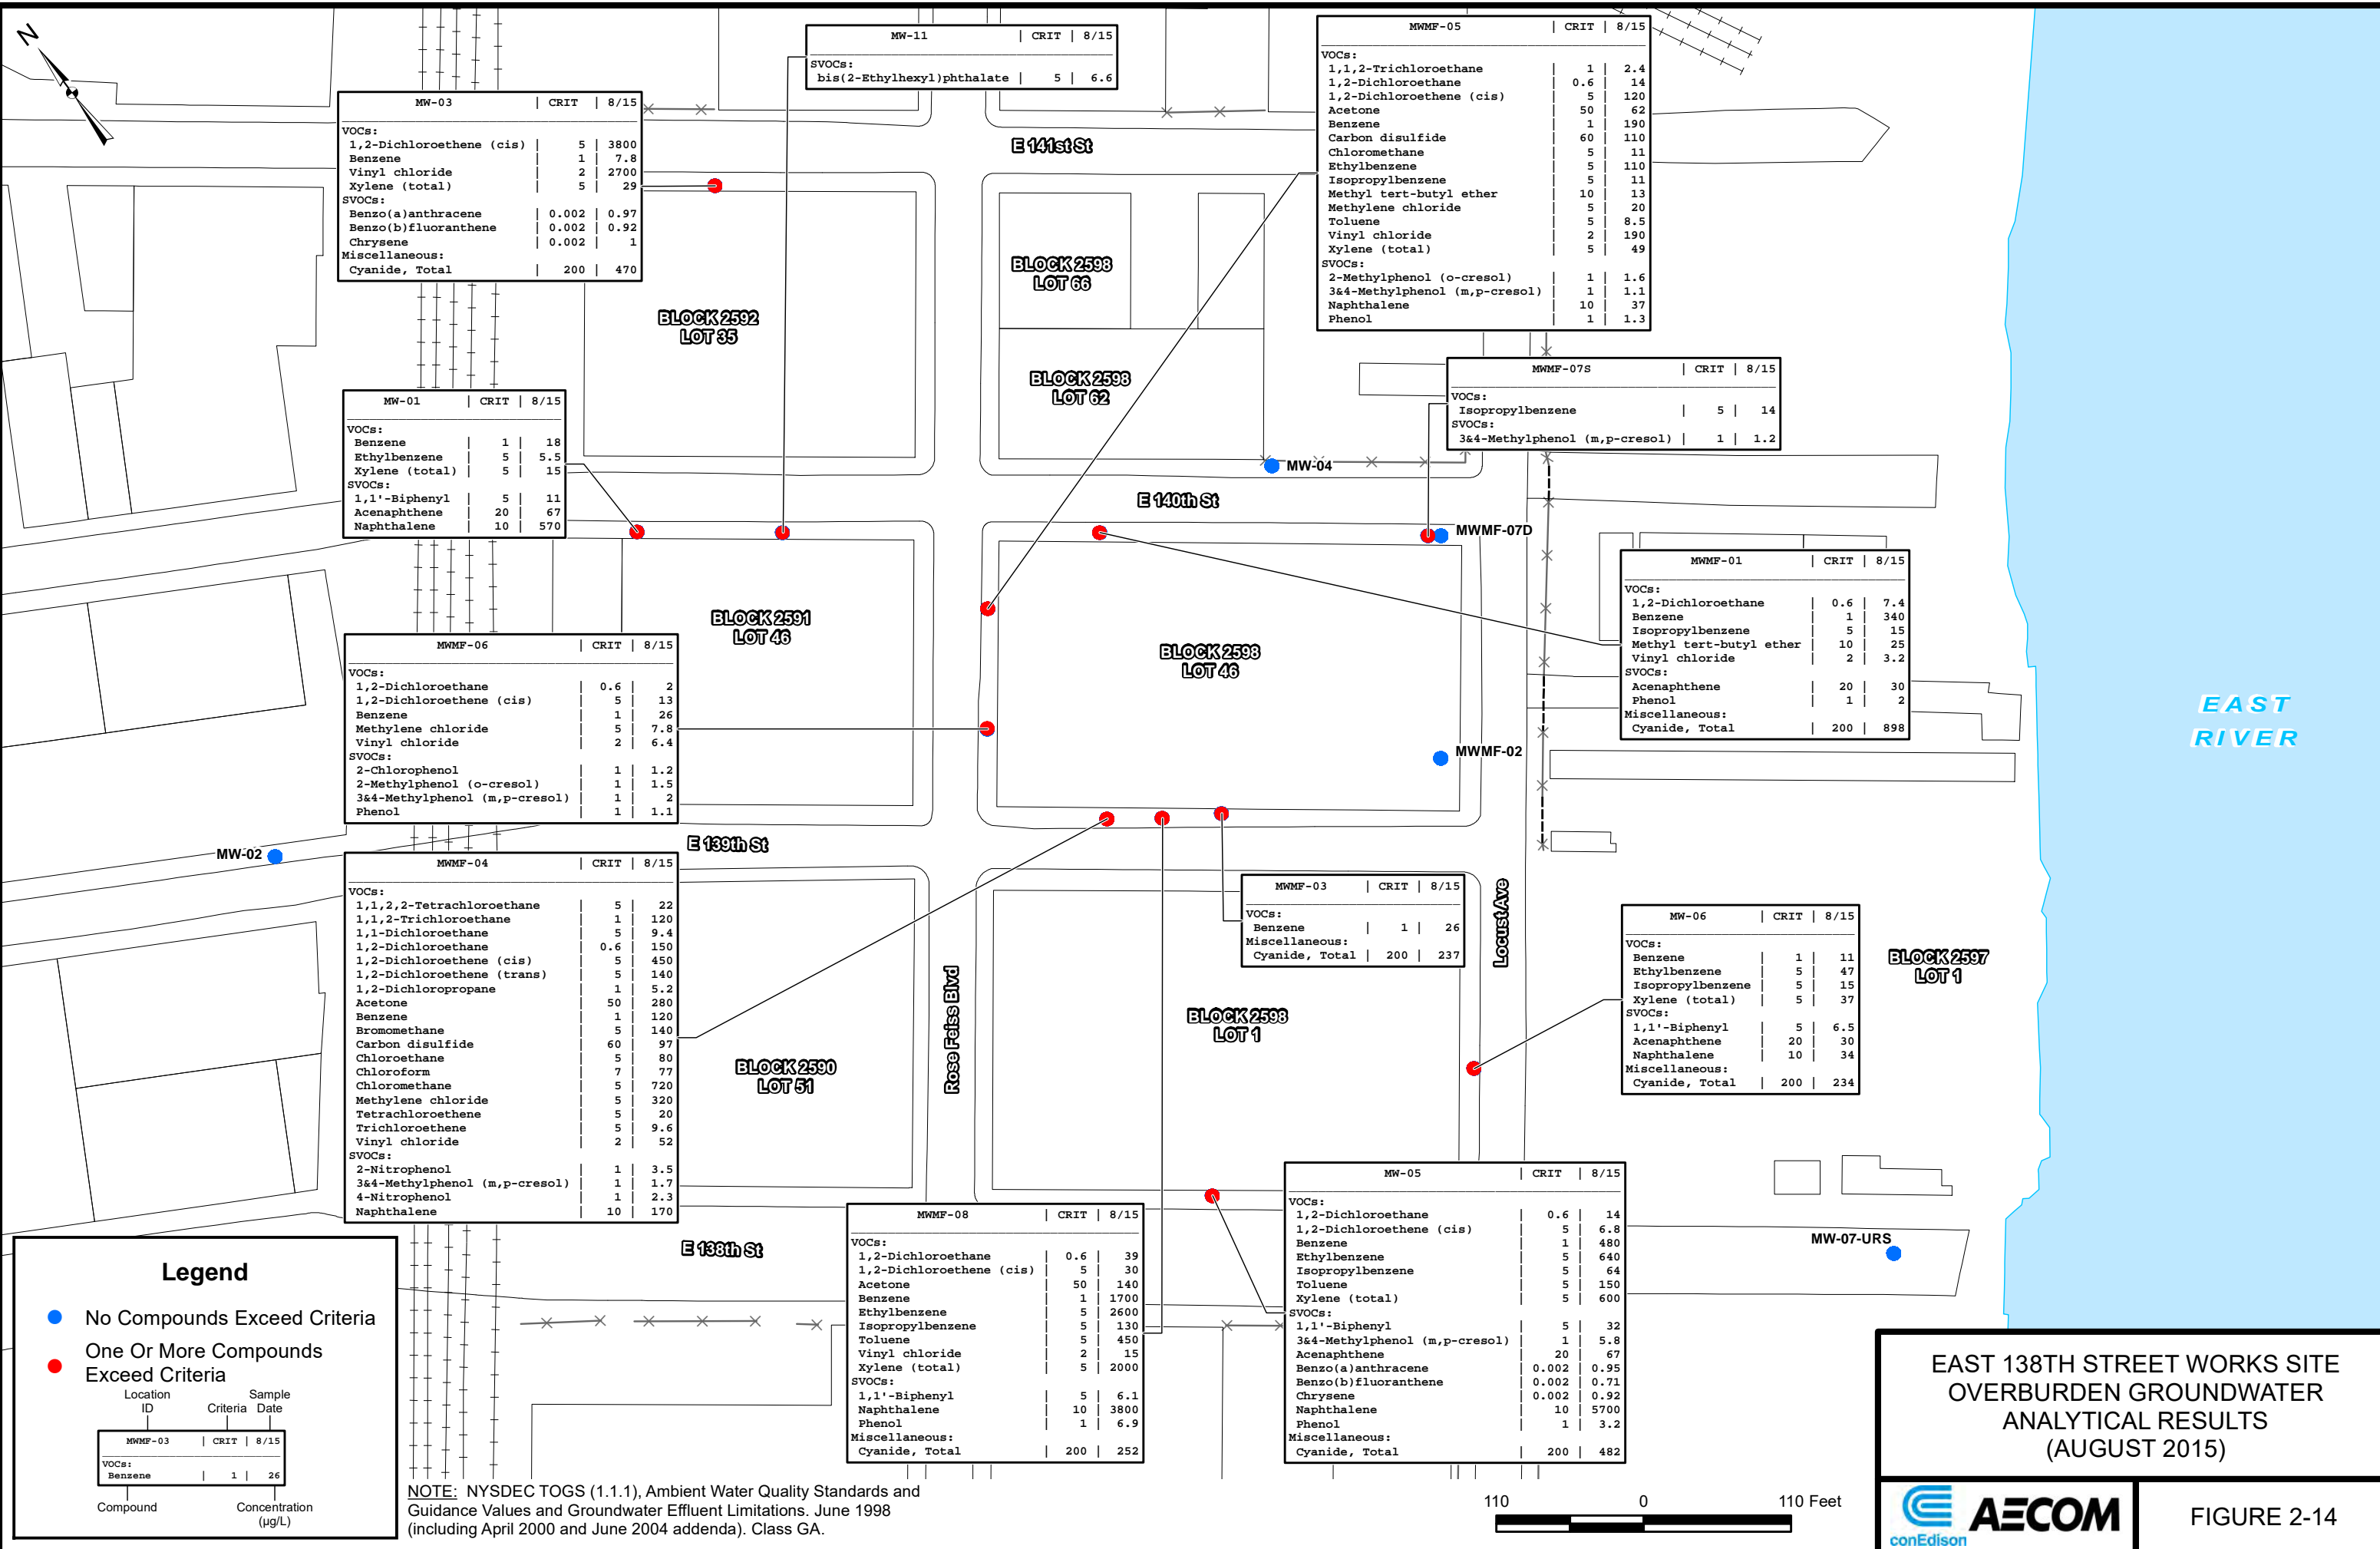 N
MW-11 | CRIT | 8/15
SVOCs:
bis(2-Ethylhexyl)phthalate | 5 | 6.6
MWMF-05 | CRIT | 8/15
VOCs:
1,1,2-Trichloroethane | 1 | 2.4
1,2-Dichloroethane | 0.6 | 14
1,2-Dichloroethene (cis) | 5 | 120
Acetone | 50 | 62
Benzene | 1 | 190
Carbon disulfide | 60 | 110
Chloromethane | 5 | 11
Ethylbenzene | 5 | 110
Isopropylbenzene | 5 | 11
Methyl tert-butyl ether | 10 | 13
Methylene chloride | 5 | 20
Toluene | 5 | 8.5
Vinyl chloride | 2 | 190
Xylene (total) | 5 | 49
SVOCs:
2-Methylphenol (o-cresol) | 1 | 1.6
3&4-Methylphenol (m,p-cresol) | 1 | 1.1
Naphthalene | 10 | 37
Phenol | 1 | 1.3
MW-03 | CRIT | 8/15
VOCs:
1,2-Dichloroethene (cis) | 5 | 3800
Benzene | 1 | 7.8
Vinyl chloride | 2 | 2700
Xylene (total) | 5 | 29
SVOCs:
Benzo(a)anthracene | 0.002 | 0.97
Benzo(b)fluoranthene | 0.002 | 0.92
Chrysene | 0.002 | 1
Miscellaneous:
Cyanide, Total | 200 | 470
E 141st St
BLOCK 2598
LOT 66
BLOCK 2592
LOT 35
BLOCK 2598
LOT 62
MWMF-07S | CRIT | 8/15
VOCs:
Isopropylbenzene | 5 | 14
SVOCs:
3&4-Methylphenol (m,p-cresol) | 1 | 1.2
MW-01 | CRIT | 8/15
VOCs:
Benzene | 1 | 18
Ethylbenzene | 5 | 5.5
Xylene (total) | 5 | 15
SVOCs:
1,1'-Biphenyl | 5 | 11
Acenaphthene | 20 | 67
Naphthalene | 10 | 570
MW-04
E 140th St
MWMF-07D
MWMF-01 | CRIT | 8/15
VOCs:
1,2-Dichloroethane | 0.6 | 7.4
Benzene | 1 | 340
Isopropylbenzene | 5 | 15
Methyl tert-butyl ether | 10 | 25
Vinyl chloride | 2 | 3.2
SVOCs:
Acenaphthene | 20 | 30
Phenol | 1 | 2
Miscellaneous:
Cyanide, Total | 200 | 898
BLOCK 2591
LOT 46
BLOCK 2598
LOT 46
MWMF-06 | CRIT | 8/15
VOCs:
1,2-Dichloroethane | 0.6 | 2
1,2-Dichloroethene (cis) | 5 | 13
Benzene | 1 | 26
Methylene chloride | 5 | 7.8
Vinyl chloride | 2 | 6.4
SVOCs:
2-Chlorophenol | 1 | 1.2
2-Methylphenol (o-cresol) | 1 | 1.5
3&4-Methylphenol (m,p-cresol) | 1 | 2
Phenol | 1 | 1.1
EAST
RIVER
MWMF-02
MW-02
E 139th St
MWMF-04 | CRIT | 8/15
VOCs:
1,1,2,2-Tetrachloroethane | 5 | 22
1,1,2-Trichloroethane | 1 | 120
1,1-Dichloroethane | 5 | 9.4
1,2-Dichloroethane | 0.6 | 150
1,2-Dichloroethene (cis) | 5 | 450
1,2-Dichloroethene (trans) | 5 | 140
1,2-Dichloropropane | 1 | 5.2
Acetone | 50 | 280
Benzene | 1 | 120
Bromomethane | 5 | 140
Carbon disulfide | 60 | 97
Chloroethane | 5 | 80
Chloroform | 7 | 77
Chloromethane | 5 | 720
Methylene chloride | 5 | 320
Tetrachloroethene | 5 | 20
Trichloroethene | 5 | 9.6
Vinyl chloride | 2 | 52
SVOCs:
2-Nitrophenol | 1 | 3.5
3&4-Methylphenol (m,p-cresol) | 1 | 1.7
4-Nitrophenol | 1 | 2.3
Naphthalene | 10 | 170
MWMF-03 | CRIT | 8/15
VOCs:
Benzene | 1 | 26
Miscellaneous:
Cyanide, Total | 200 | 237
Locust Ave
Rose Feiss Blvd
MW-06 | CRIT | 8/15
VOCs:
Benzene | 1 | 11
Ethylbenzene | 5 | 47
Isopropylbenzene | 5 | 15
Xylene (total) | 5 | 37
SVOCs:
1,1'-Biphenyl | 5 | 6.5
Acenaphthene | 20 | 30
Naphthalene | 10 | 34
Miscellaneous:
Cyanide, Total | 200 | 234
BLOCK 2597
LOT 1
BLOCK 2598
LOT 1
BLOCK 2590
LOT 51
MWMF-08 | CRIT | 8/15
VOCs:
1,2-Dichloroethane | 0.6 | 39
1,2-Dichloroethene (cis) | 5 | 30
Acetone | 50 | 140
Benzene | 1 | 1700
Ethylbenzene | 5 | 2600
Isopropylbenzene | 5 | 130
Toluene | 5 | 450
Vinyl chloride | 2 | 15
Xylene (total) | 5 | 2000
SVOCs:
1,1'-Biphenyl | 5 | 6.1
Naphthalene | 10 | 3800
Phenol | 1 | 6.9
Miscellaneous:
Cyanide, Total | 200 | 252
MW-05 | CRIT | 8/15
VOCs:
1,2-Dichloroethane | 0.6 | 14
1,2-Dichloroethene (cis) | 5 | 6.8
Benzene | 1 | 480
Ethylbenzene | 5 | 640
Isopropylbenzene | 5 | 64
Toluene | 5 | 150
Xylene (total) | 5 | 600
SVOCs:
1,1'-Biphenyl | 5 | 32
3&4-Methylphenol (m,p-cresol) | 1 | 5.8
Acenaphthene | 20 | 67
Benzo(a)anthracene | 0.002 | 0.95
Benzo(b)fluoranthene | 0.002 | 0.71
Chrysene | 0.002 | 0.92
Naphthalene | 10 | 5700
Phenol | 1 | 3.2
Miscellaneous:
Cyanide, Total | 200 | 482
E 138th St
MW-07-URS
Legend
No Compounds Exceed Criteria
One Or More Compounds
Exceed Criteria
Location
ID
Criteria
Sample
Date
MWMF-03 | CRIT | 8/15
VOCs:
Benzene | 1 | 26
Compound
Concentration
(µg/L)
NOTE: NYSDEC TOGS (1.1.1), Ambient Water Quality Standards and
Guidance Values and Groundwater Effluent Limitations. June 1998
(including April 2000 and June 2004 addenda). Class GA.
110 0 110 Feet
EAST 138TH STREET WORKS SITE
OVERBURDEN GROUNDWATER
ANALYTICAL RESULTS
(AUGUST 2015)
conEdison
AECOM
FIGURE 2-14